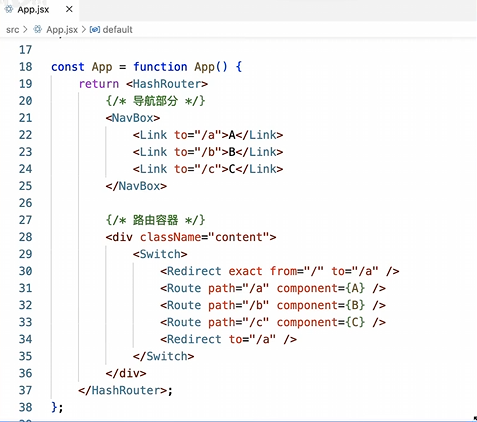 App.jsx
src > App.jsx > default
17
18 const App = function App() {
19 return <HashRouter>
20 {/* 导航部分 */}
21 <NavBox>
22 <Link to="/a">A</Link>
23 <Link to="/b">B</Link>
24 <Link to="/c">C</Link>
25 </NavBox>
26
27 {/* 路由容器 */}
28 <div className="content">
29 <Switch>
30 <Redirect exact from="/" to="/a" />
31 <Route path="/a" component={A} />
32 <Route path="/b" component={B} />
33 <Route path="/c" component={C} />
34 <Redirect to="/a" />
35 </Switch>
36 </div>
37 </HashRouter>;
38 };